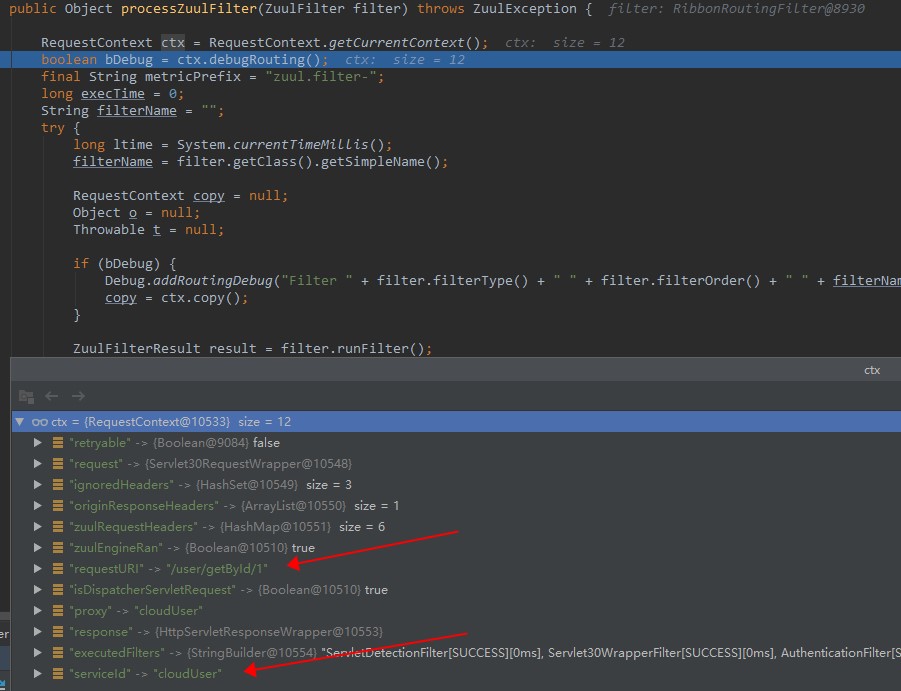 public Object processZuulFilter(ZuulFilter filter) throws ZuulException { filter: RibbonRoutingFilter@8930
RequestContext ctx = RequestContext.getCurrentContext(); ctx: size = 12
boolean bDebug = ctx.debugRouting(); ctx: size = 12
final String metricPrefix = "zuul.filter-";
long execTime = 0;
String filterName = "";
try {
long ltime = System.currentTimeMillis();
filterName = filter.getClass().getSimpleName();
RequestContext copy = null;
Object o = null;
Throwable t = null;
if (bDebug) {
Debug.addRoutingDebug("Filter " + filter.filterType() + " " + filter.filterOrder() + " " + filterNam
copy = ctx.copy();
}
ZuulFilterResult result = filter.runFilter();
ctx
ctx = {RequestContext@10533} size = 12
"retryable" -> {Boolean@9084} false
"request" -> {Servlet30RequestWrapper@10548}
"ignoredHeaders" -> {HashSet@10549} size = 3
"originResponseHeaders" -> {ArrayList@10550} size = 1
"zuulRequestHeaders" -> {HashMap@10551} size = 6
"zuulEngineRan" -> {Boolean@10510} true
"requestURI" -> "/user/getById/1"
"isDispatcherServletRequest" -> {Boolean@10510} true
"proxy" -> "cloudUser"
er
"response" -> {HttpServletResponseWrapper@10553}
"executedFilters" -> {StringBuilder@10554} "ServletDetectionFilter[SUCCESS][0ms], Servlet30WrapperFilter[SUCCESS][0ms], AuthenticationFilter[S
"serviceId" -> "cloudUser"